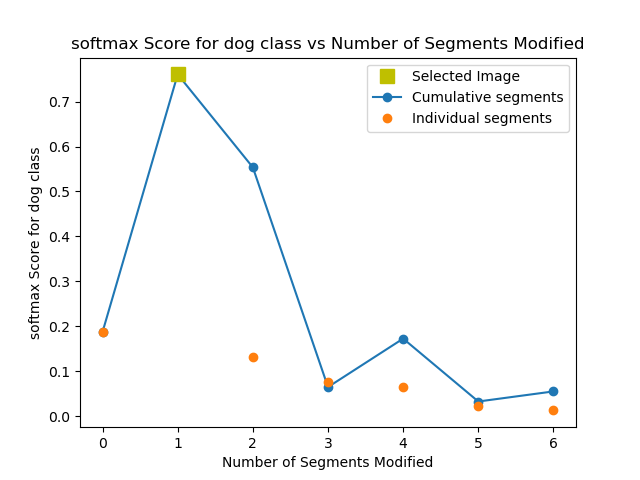 softmax Score for dog class vs Number of Segments Modified
Selected Image
Cumulative segments
Individual segments
softmax Score for dog class
0.7
0.6
0.5
0.4
0.3
0.2
0.1
0.0
0 1 2 3 4 5 6
Number of Segments Modified